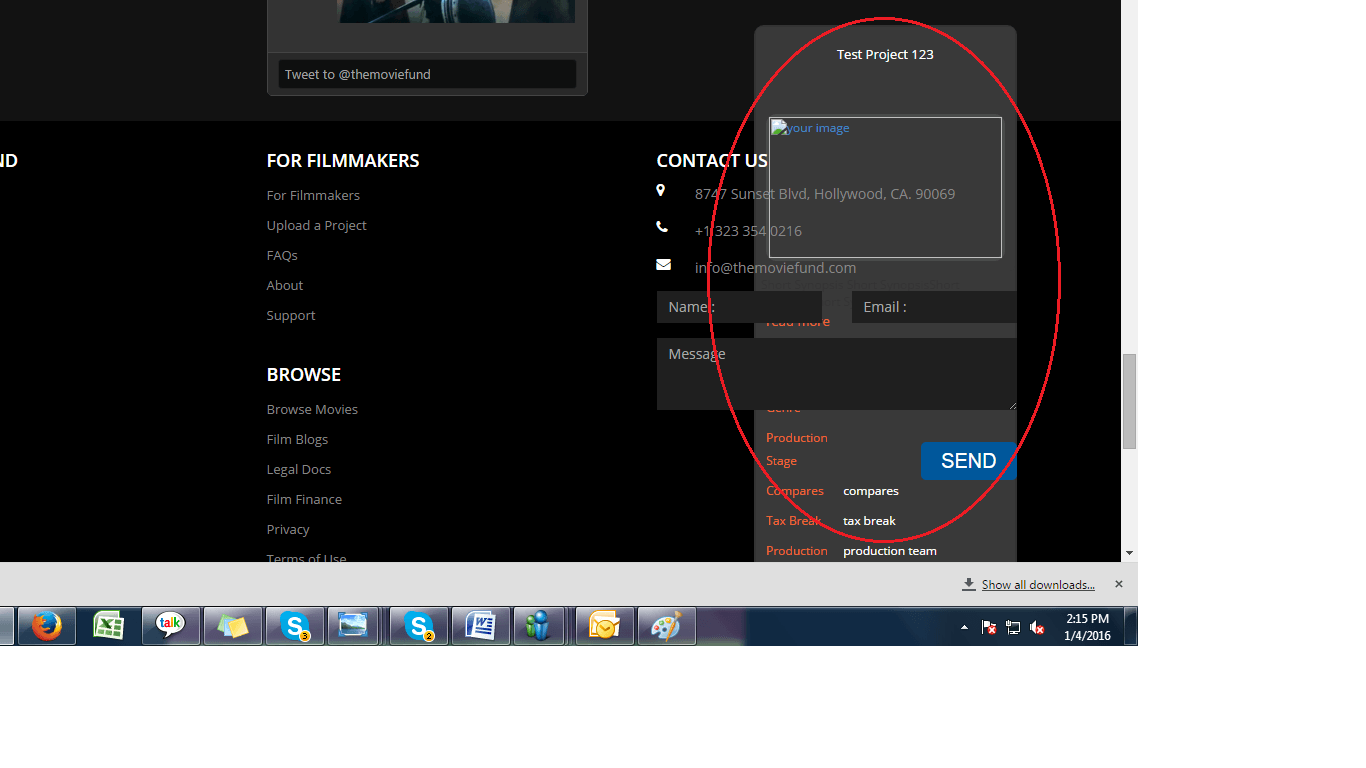 Tweet to @themoviefund
Test Project 123
your image
ND
FOR FILMMAKERS
For Filmmakers
Upload a Project
FAQs
About
Support
BROWSE
Browse Movies
Film Blogs
Legal Docs
Film Finance
Privacy
Terms of Use
CONTACT US
8747 Sunset Blvd, Hollywood, CA. 90069
+1 323 354 0216
info@themoviefund.com
Name :
Email :
read more
Message
Genre
Production
Stage
SEND
Compares compares
Tax Break tax break
Production production team
Show all downloads...
talk
3
2
2:15 PM
1/4/2016